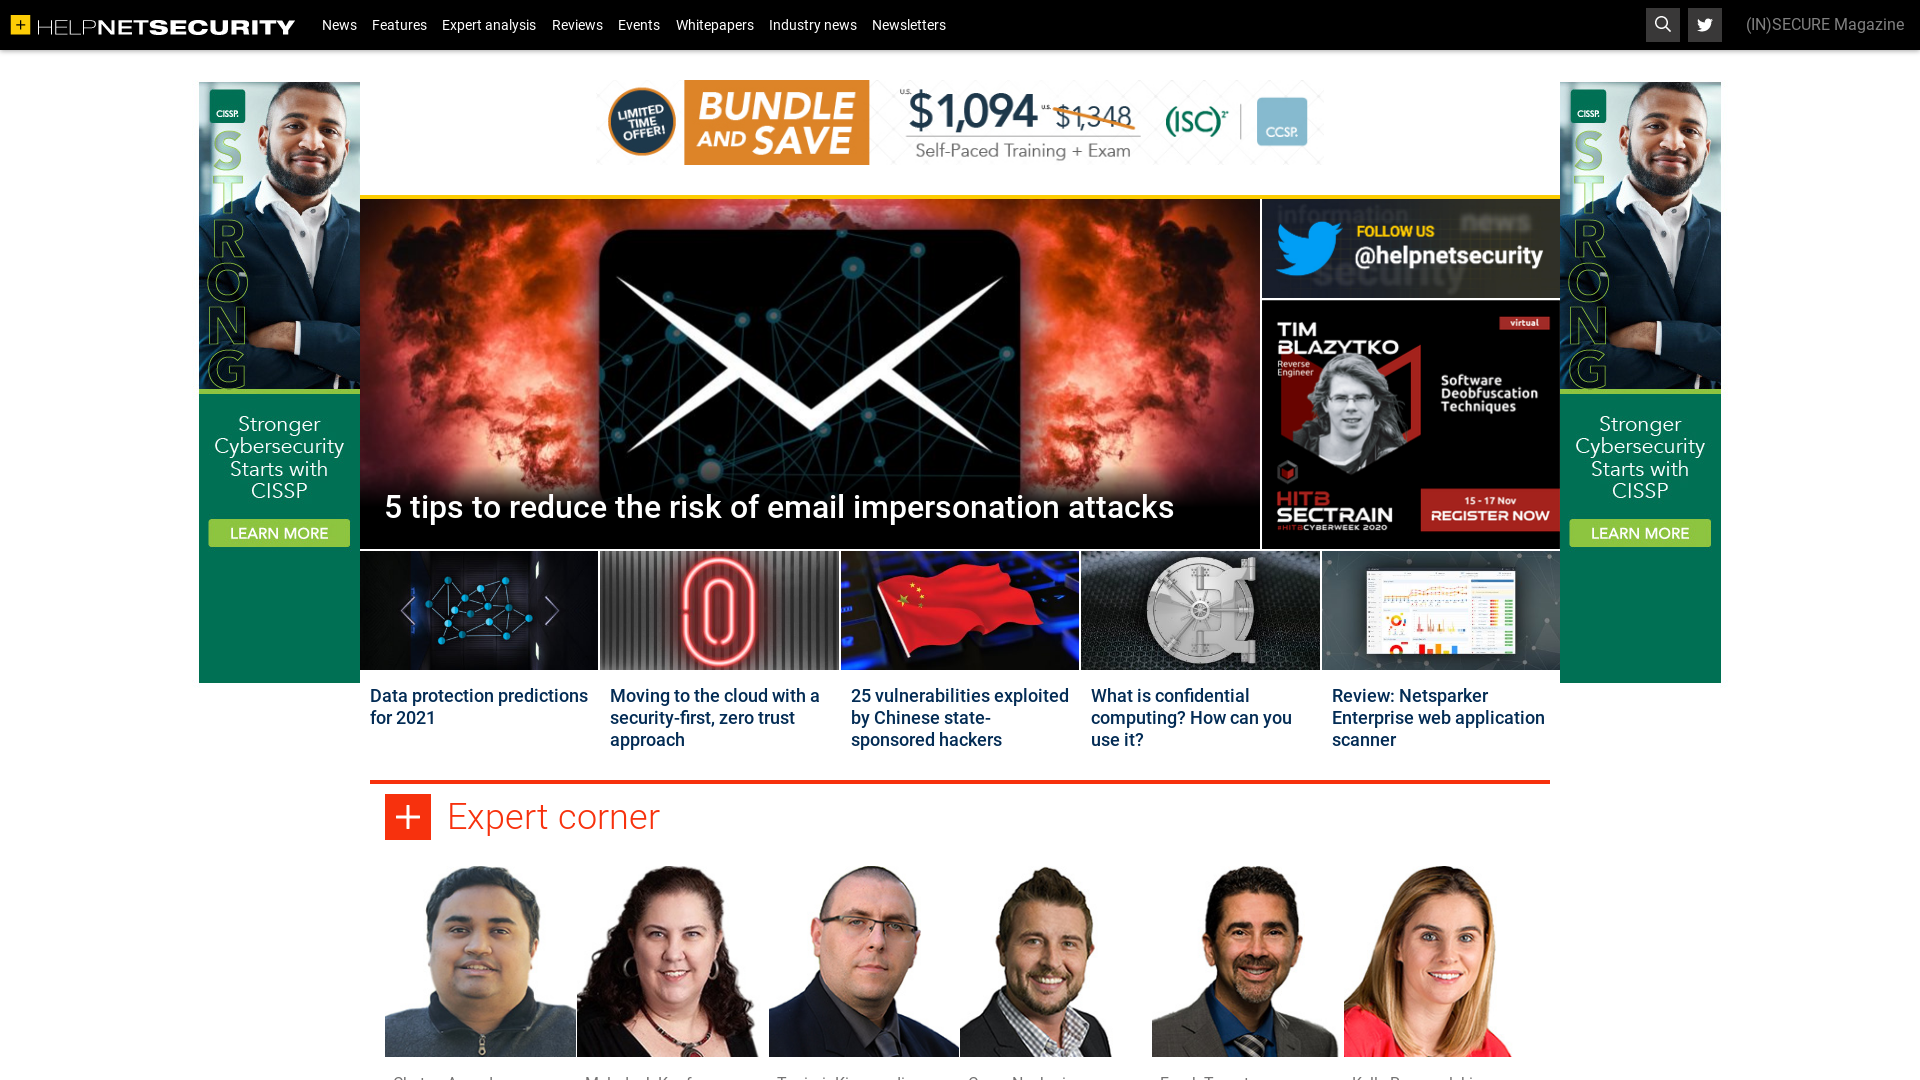 HELPNETSECURITY
News Features Expert analysis Reviews Events Whitepapers Industry news Newsletters
(IN)SECURE Magazine
CISSP.
STRONG
Stronger
Cybersecurity
Starts with
CISSP
LEARN MORE
LIMITED
TIME
OFFER!
BUNDLE
AND SAVE
U.S. $1,094 U.S. $1,348
Self-Paced Training + Exam
(ISC)²
CCSP.
CISSP.
STRONG
Stronger
Cybersecurity
Starts with
CISSP
LEARN MORE
5 tips to reduce the risk of email impersonation attacks
information
news
security
FOLLOW US
@helpnetsecurity
virtual
TIM
BLAZYTKO
Reverse
Engineer
Software
Deobfuscation
Techniques
HITB
SECTRAIN
#HITBCYBERWEEK 2020
15 - 17 Nov
REGISTER NOW
Data protection predictions
for 2021
Moving to the cloud with a
security-first, zero trust
approach
25 vulnerabilities exploited
by Chinese state-
sponsored hackers
What is confidential
computing? How can you
use it?
Review: Netsparker
Enterprise web application
scanner
Expert corner